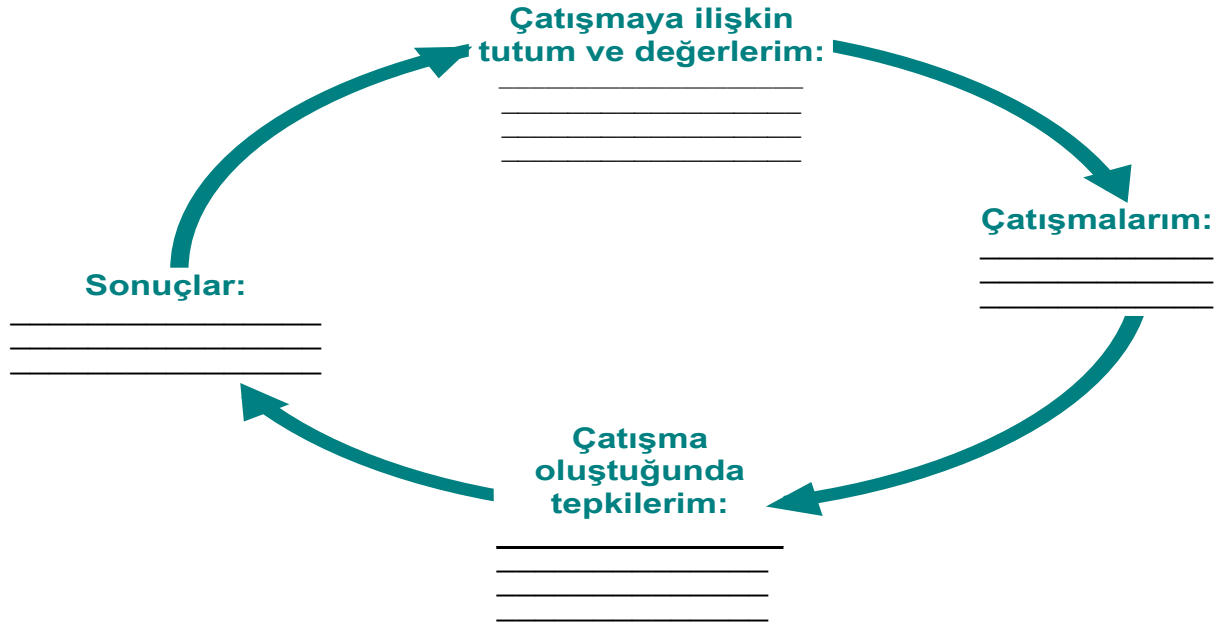 Çatışmaya ilişkin
tutum ve değerlerim:
Çatışmalarım:
Sonuçlar:
Çatışma
oluştuğunda
tepkilerim: